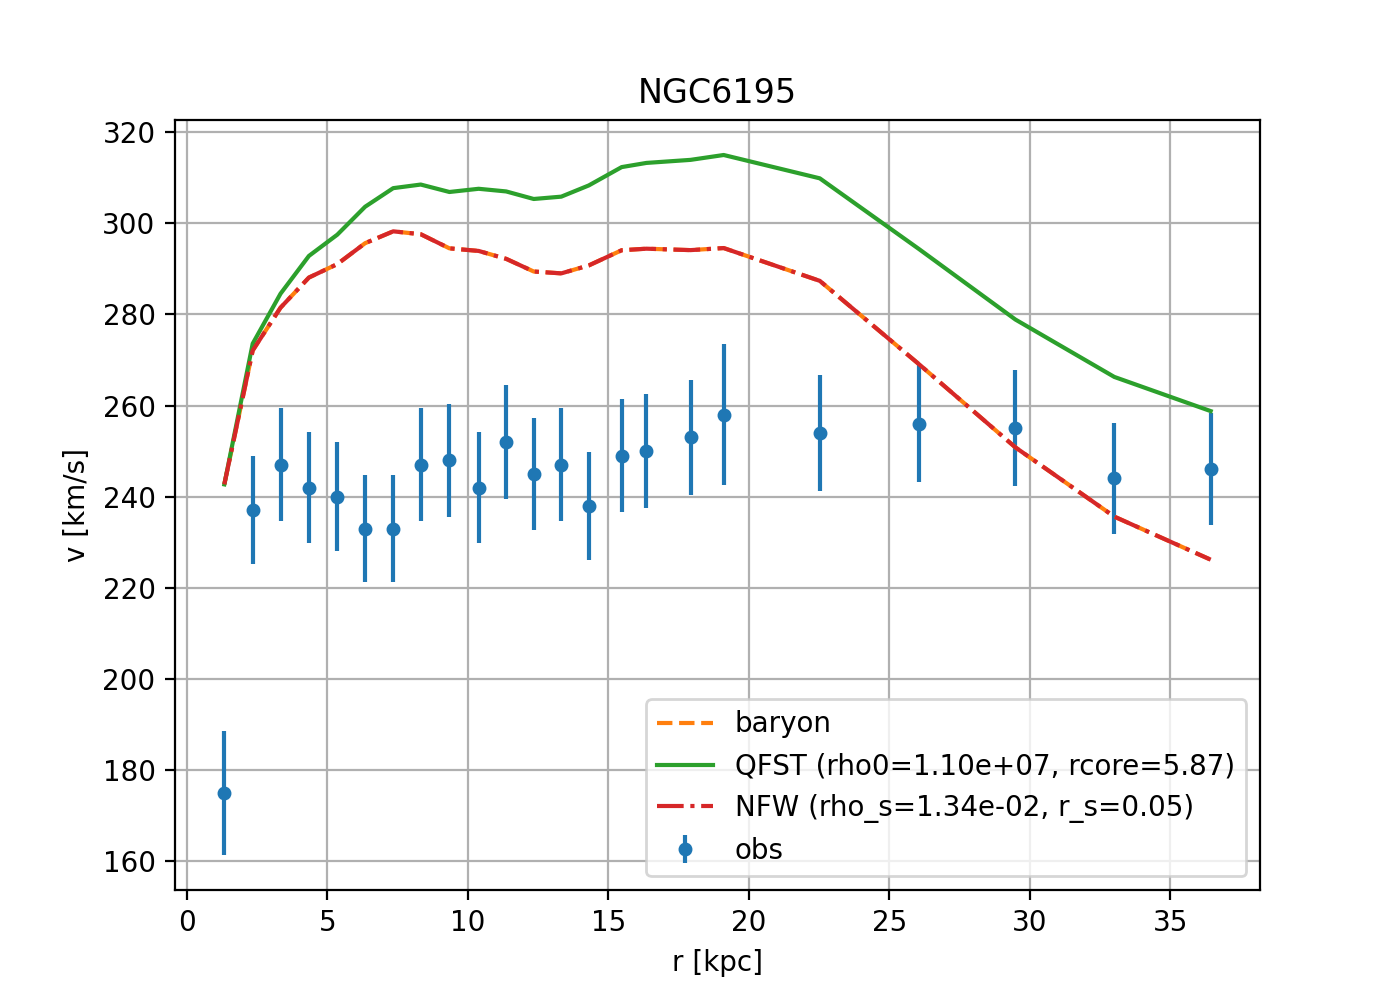 NGC6195
320
300
280
260
240
220
200
180
160
v [km/s]
baryon
QFST (rho0=1.10e+07, rcore=5.87)
NFW (rho_s=1.34e-02, r_s=0.05)
obs
0 5 10 15 20 25 30 35
r [kpc]